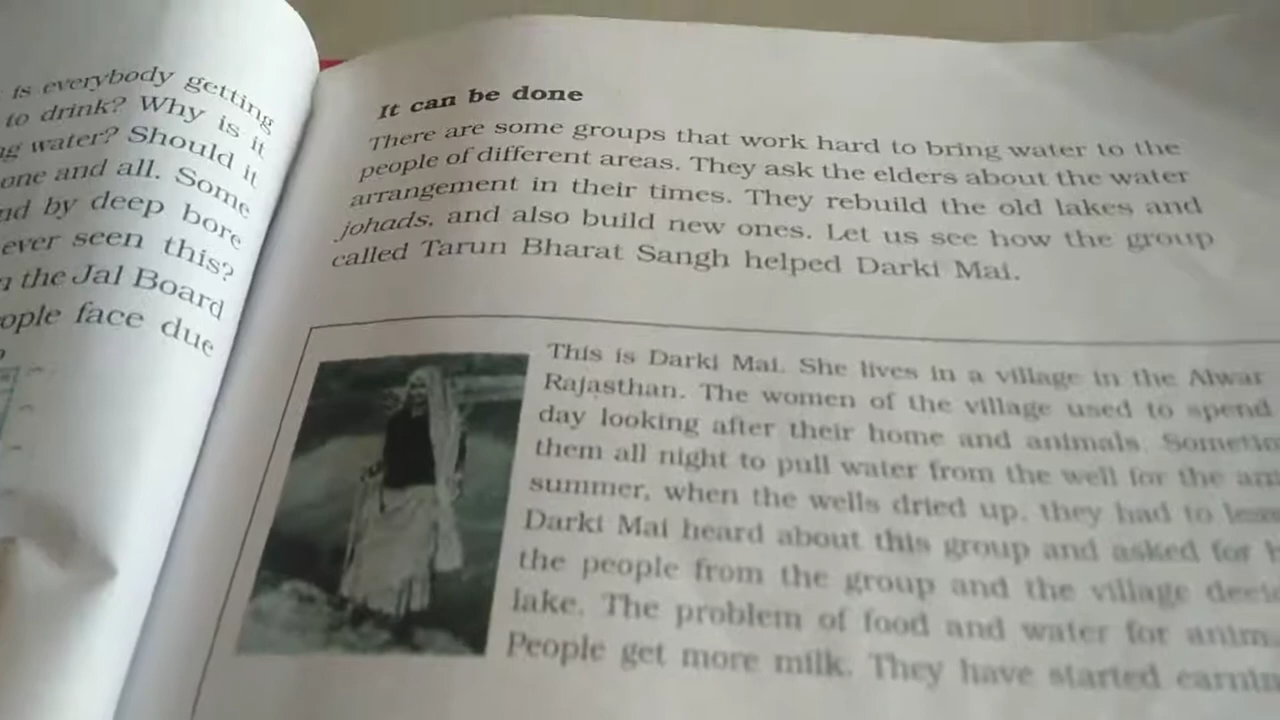 is everybody getting
to drink? Why is it
water? Should it
one and all. Some
by deep bore
ever seen this?
the Jal Board
face due
It can be done
There are some groups that work hard to bring water to the
people of different areas. They ask the elders about the water
arrangement in their times. They rebuild the old lakes and
johads, and also build new ones. Let us see how the group
called Tarun Bharat Sangh helped Darki Mai.
This is Darki Mai. She lives in a village in the Alwar
Rajasthan. The women of the village used to spend
day looking after their home and animals.
them all night to pull water from the well for the
summer, when the wells dried up, they had to
Darki Mai heard about this group and asked for
the people from the group and the village
lake. The problem of food and water for
People get more milk. They have started